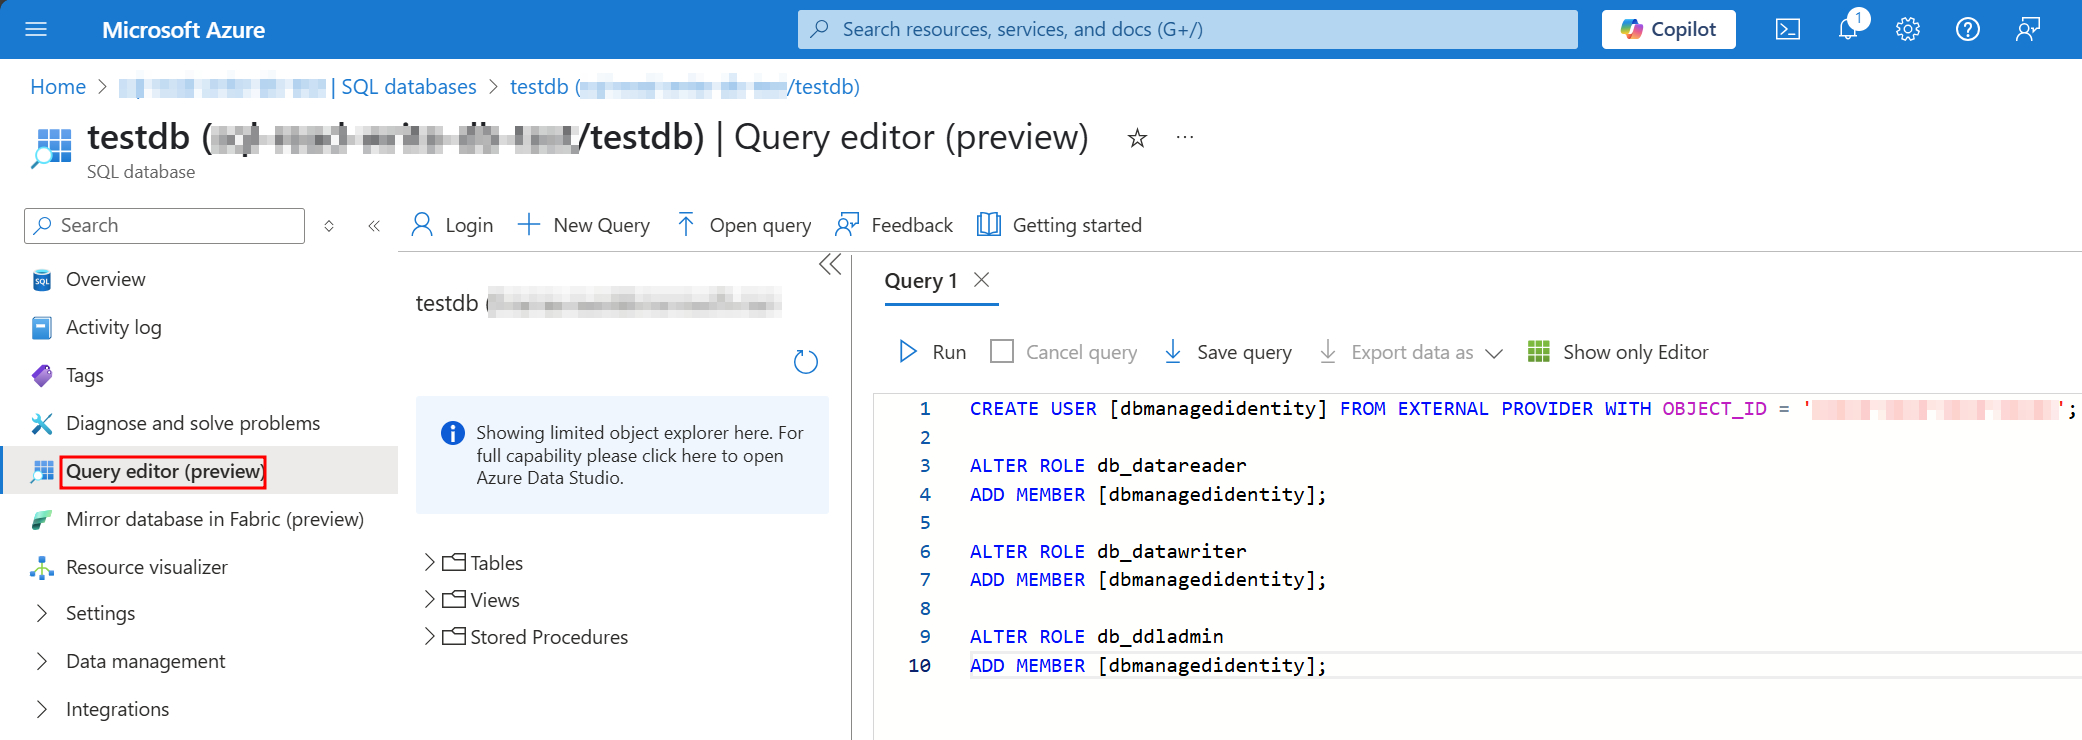 Microsoft Azure
Search resources, services, and docs (G+/)
Copilot
1
Home > | SQL databases > testdb ( /testdb)
testdb ( /testdb) | Query editor (preview)
SQL database
Search
Login
New Query
Open query
Feedback
Getting started
Overview
Activity log
Tags
Diagnose and solve problems
Query editor (preview)
Mirror database in Fabric (preview)
Resource visualizer
Settings
Data management
Integrations
testdb (
SQL
Showing limited object explorer here. For
full capability please click here to open
Azure Data Studio.
Tables
Views
Stored Procedures
Query 1
Run
Cancel query
Save query
Export data as
Show only Editor
1 CREATE USER [dbmanagedidentity] FROM EXTERNAL PROVIDER WITH OBJECT_ID = ' ';
2
3 ALTER ROLE db_datareader
4 ADD MEMBER [dbmanagedidentity];
5
6 ALTER ROLE db_datawriter
7 ADD MEMBER [dbmanagedidentity];
8
9 ALTER ROLE db_ddladmin
10 ADD MEMBER [dbmanagedidentity];